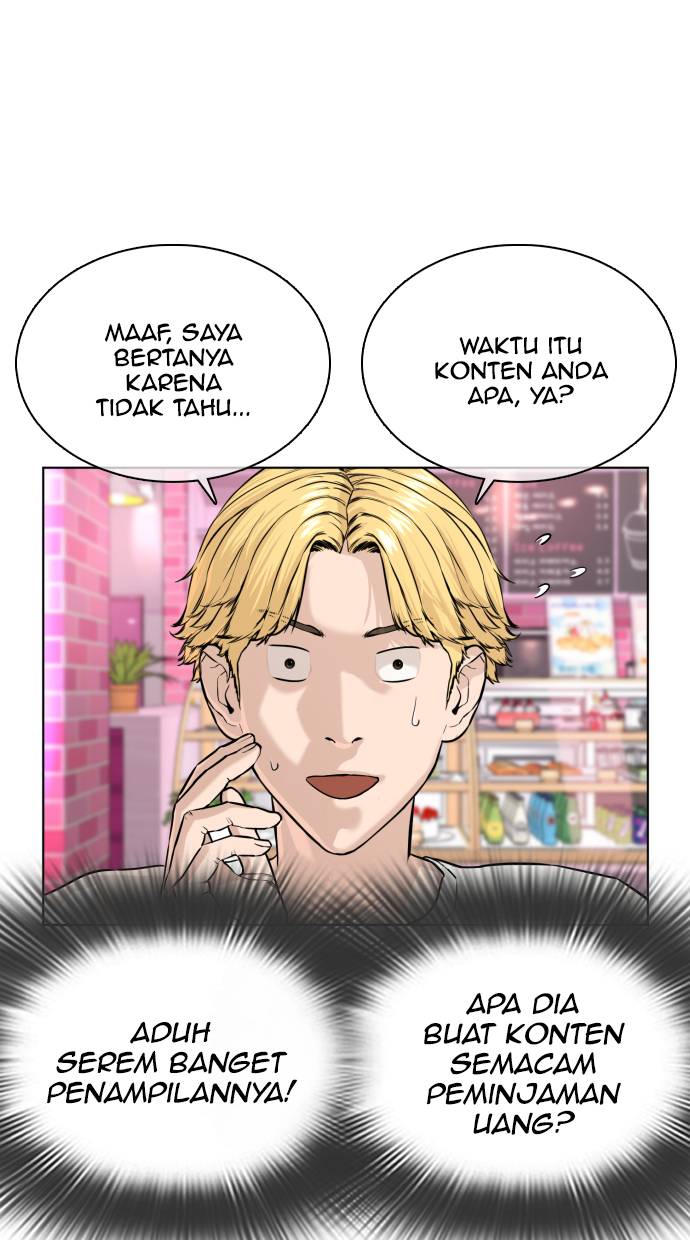 MAAF, SAYA
BERTANYA
KARENA
TIDAK TAHU...
WAKTU ITU
KONTEN ANDA
APA, YA?
ADUH
SEREM BANGET
PENAMPILANNYA!
APA DIA
BUAT KONTEN
SEMACAM
PEMINJAMAN
UANG?